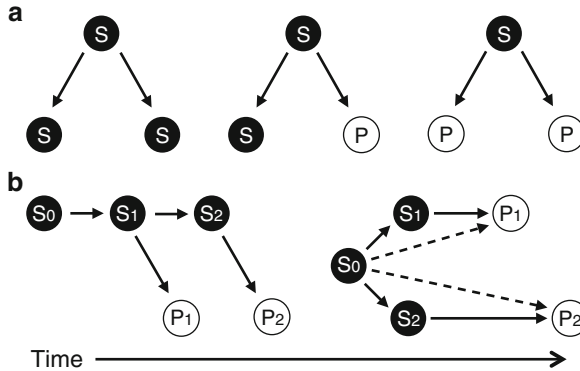 a
S S S
S S S P P P
b
S0 S1 S2 S1 P1
S0
P1 P2 S2 P2
Time